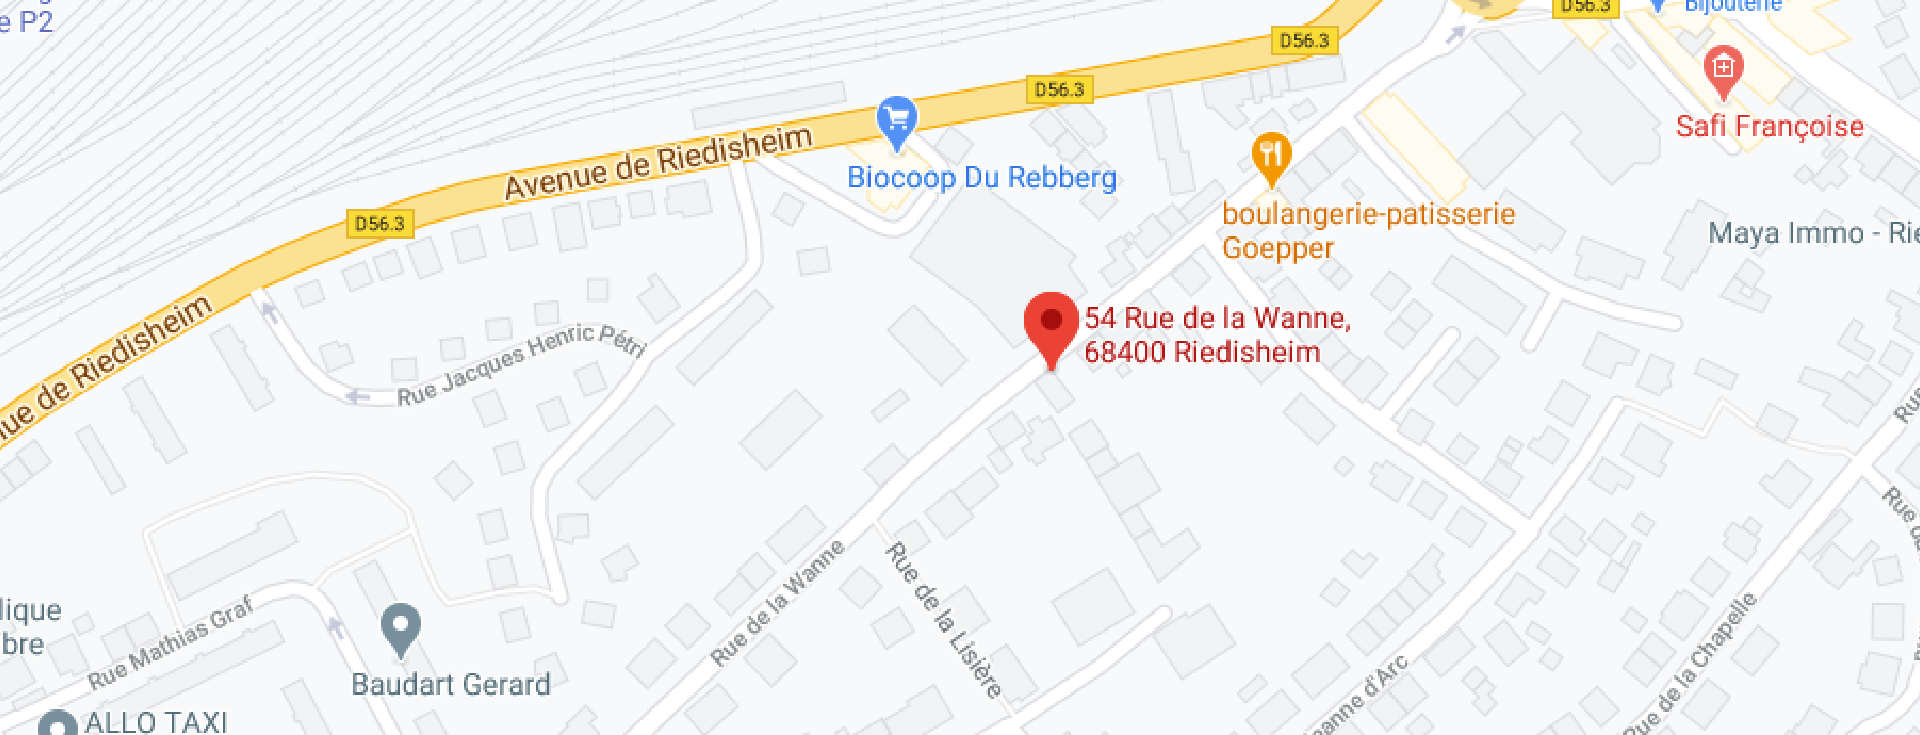 e P2
D56.3
Bijouterie
D56.3
D56.3
Safi Françoise
Avenue de Riedisheim
Biocoop Du Rebberg
D56.3
boulangerie-patisserie
Goepper
Maya Immo - Rie
ue de Riedisheim
54 Rue de la Wanne,
68400 Riedisheim
Rue Jacques Henric Pétri
Rue
Rue d
Rue de la Wanne
Rue de la Lisière
lique
bre
Rue Mathias Graf
Baudart Gerard
eanne d'Arc
Rue de la Chapelle
ALLO TAXI